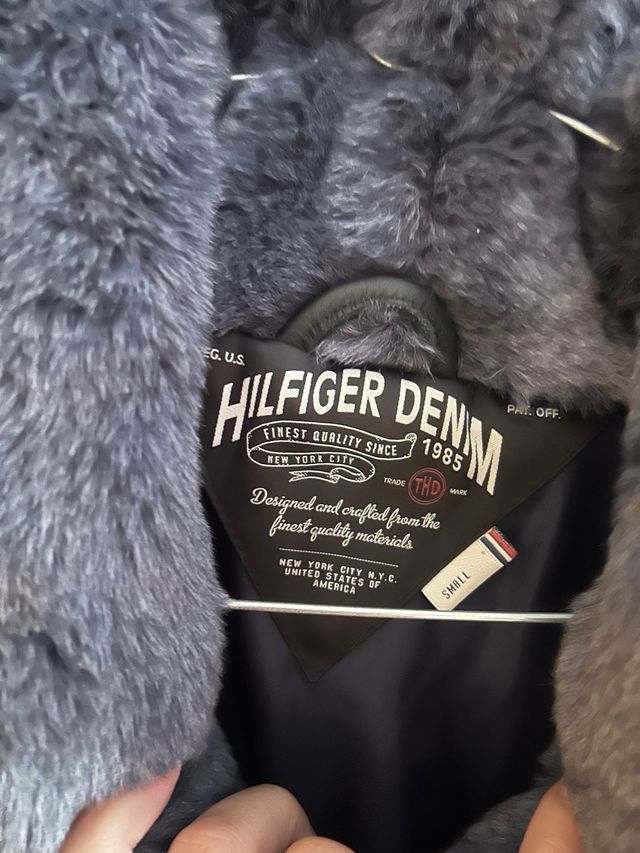 EG. U.S.
PAT. OFF.
HILFIGER DENIM
FINEST QUALITY SINCE 1985
NEW YORK CITY
TRADE THD MARK
Designed and crafted from the
finest quality materials
NEW YORK CITY N.Y.C.
UNITED STATES OF
AMERICA
SMALL